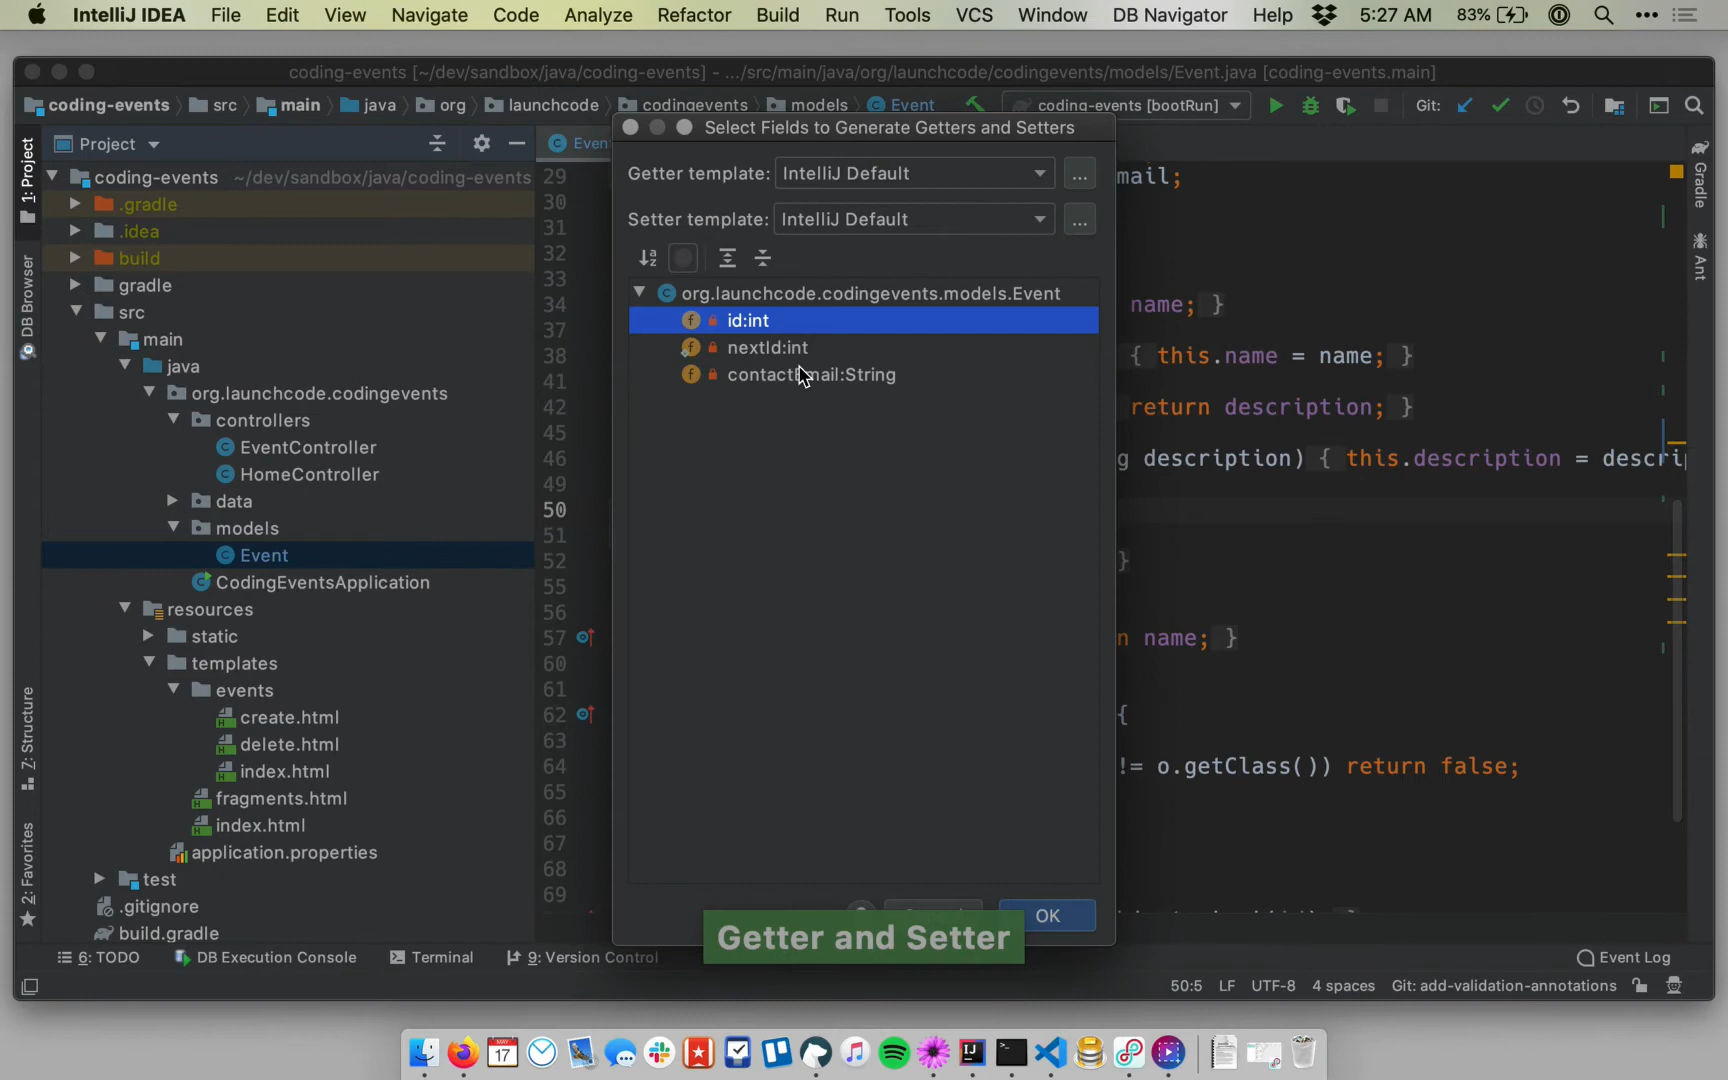 IntelliJ IDEA File Edit View Navigate Code Analyze Refactor Build Run Tools VCS Window DB Navigator Help 5:27 AM 83%
coding-events [~/dev/sandbox/java/coding-events] - .../src/main/java/org/launchcode/codingevents/models/Event.java [coding-events.main]
coding-events src main java org launchcode codingevents models Event coding-events [bootRun] Git:
1: Project
DB Browser
7: Structure
2: Favorites
Project
coding-events ~/dev/sandbox/java/coding-events
.gradle
.idea
build
gradle
src
main
java
org.launchcode.codingevents
controllers
EventController
HomeController
data
models
Event
CodingEventsApplication
resources
static
templates
events
create.html
delete.html
index.html
fragments.html
index.html
application.properties
test
.gitignore
build.gradle
Select Fields to Generate Getters and Setters
Getter template: IntelliJ Default ...
Setter template: IntelliJ Default ...
org.launchcode.codingevents.models.Event
id:int
nextId:int
contactEmail:String
OK
Getter and Setter
29 mail;
30
31
32
33
34 name; }
37
38 { this.name = name; }
41
42 return description; }
45
46 g description) { this.description = descri
49
50
51
52 }
55
56
57 n name; }
60
61
62 {
63
64 != o.getClass()) return false;
65
66
67
68
69
Gradle
Ant
6: TODO DB Execution Console Terminal 9: Version Control Event Log
50:5 LF UTF-8 4 spaces Git: add-validation-annotations
MAY
17
IJ